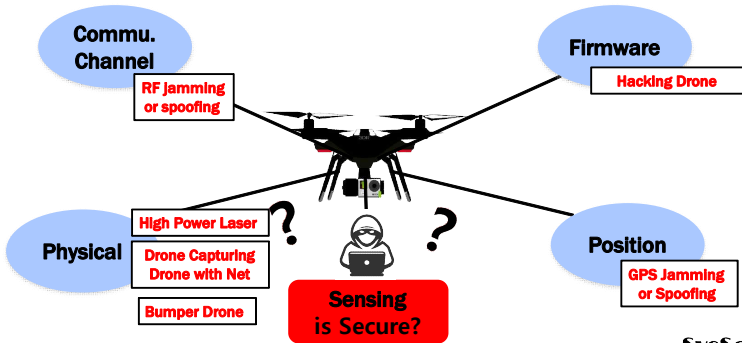 Commu.
Channel
RF jamming
or spoofing
Firmware
Hacking Drone
Physical
High Power Laser
Drone Capturing
Drone with Net
Bumper Drone
?
?
Position
GPS Jamming
or Spoofing
Sensing
is Secure?